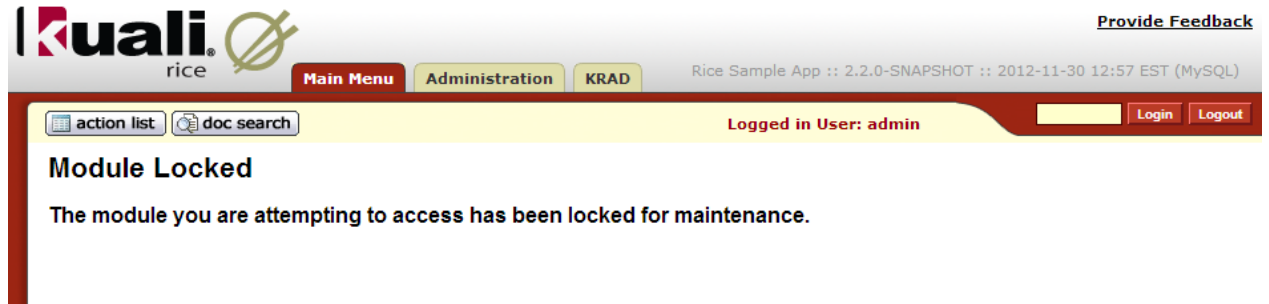 Kuali®
rice
Provide Feedback
Main Menu Administration KRAD
Rice Sample App :: 2.2.0-SNAPSHOT :: 2012-11-30 12:57 EST (MySQL)
action list doc search
Logged in User: admin
Login Logout
Module Locked
The module you are attempting to access has been locked for maintenance.